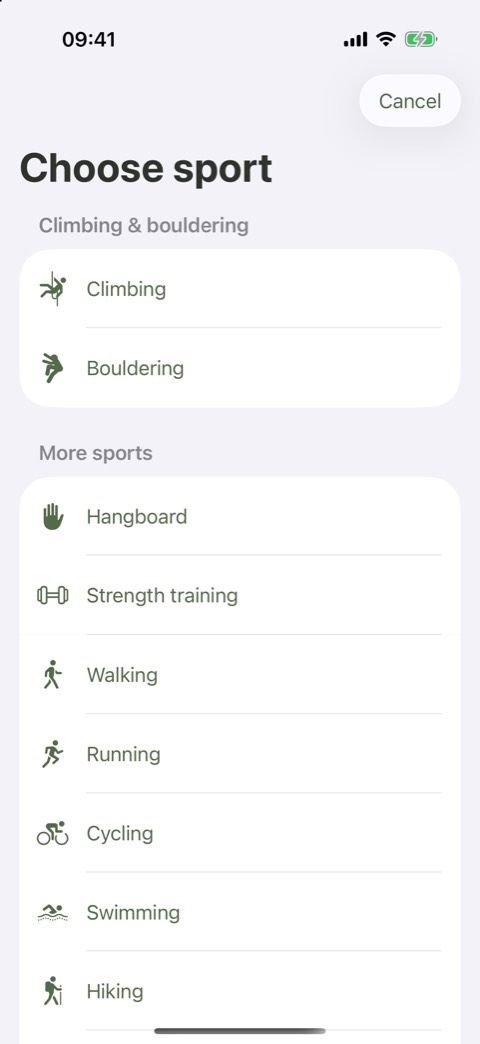 09:41
Cancel
Choose sport
Climbing & bouldering
Climbing
Bouldering
More sports
Hangboard
Strength training
Walking
Running
Cycling
Swimming
Hiking